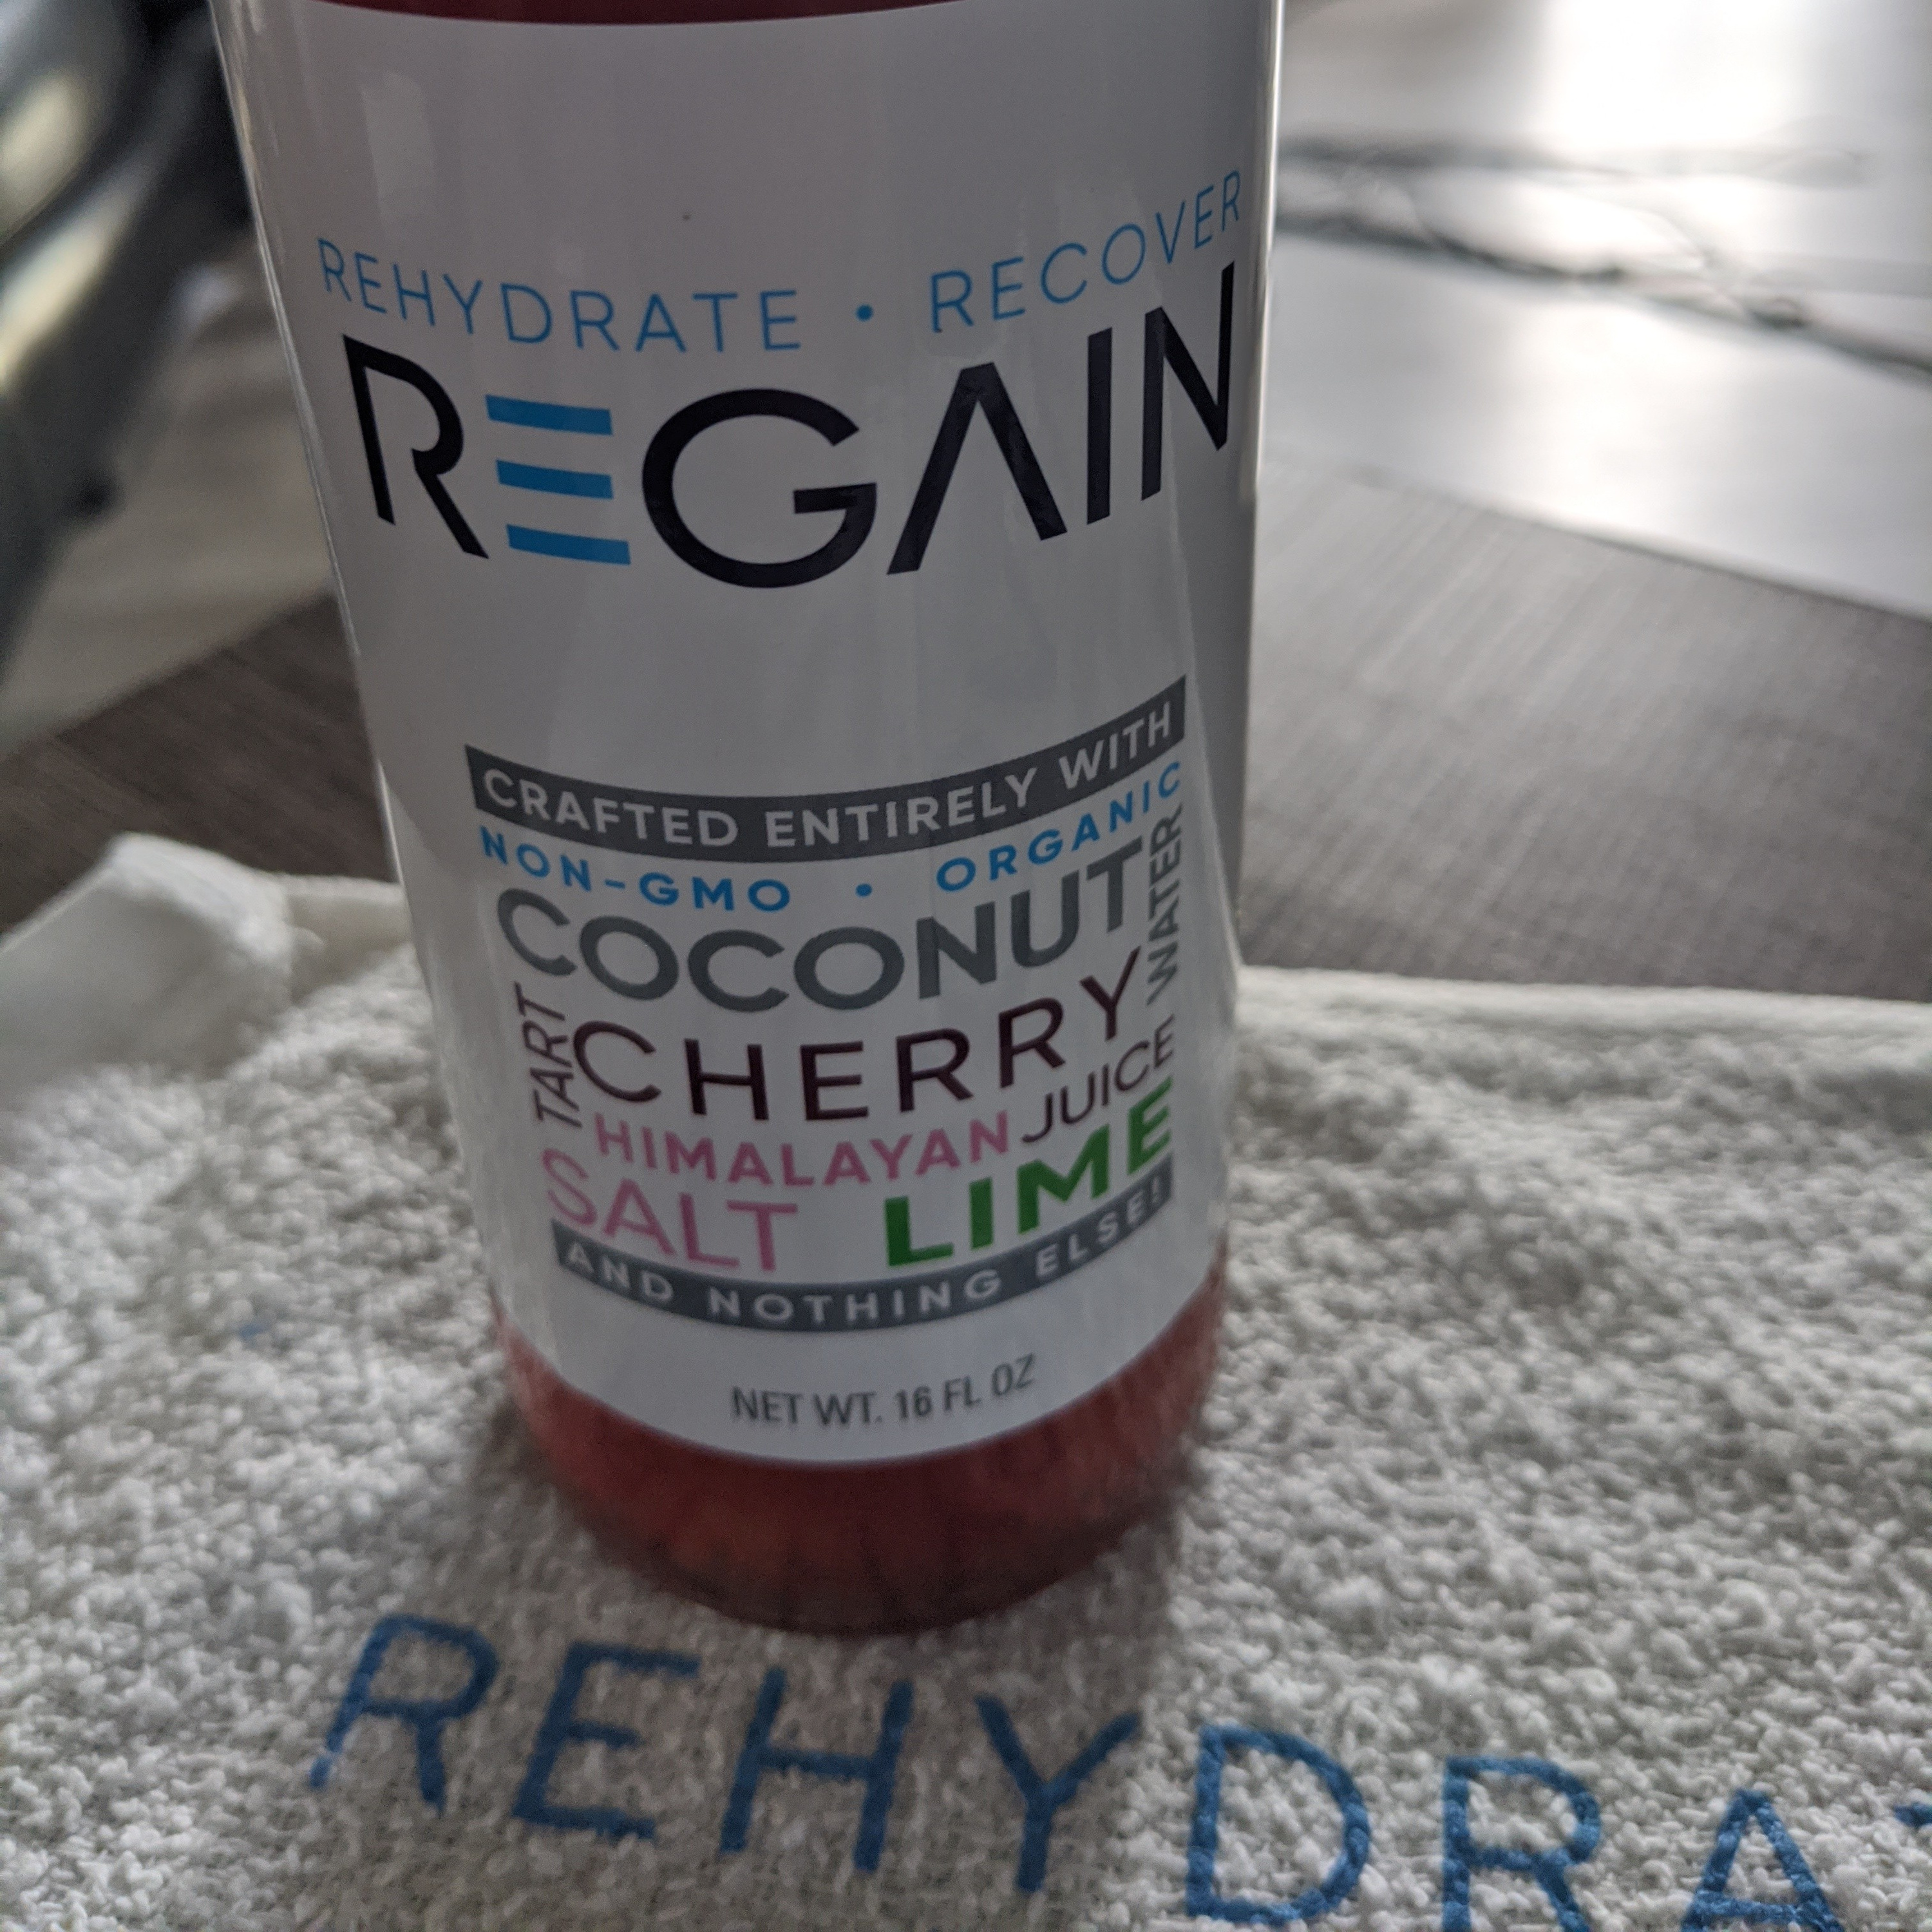 REHYDRATE • RECOVER
REGAIN
CRAFTED ENTIRELY WITH
NON-GMO • ORGANIC
COCONUT WATER
TART CHERRY JUICE
HIMALAYAN
SALT LIME
AND NOTHING ELSE!
NET WT. 16 FL OZ
REHYDRA